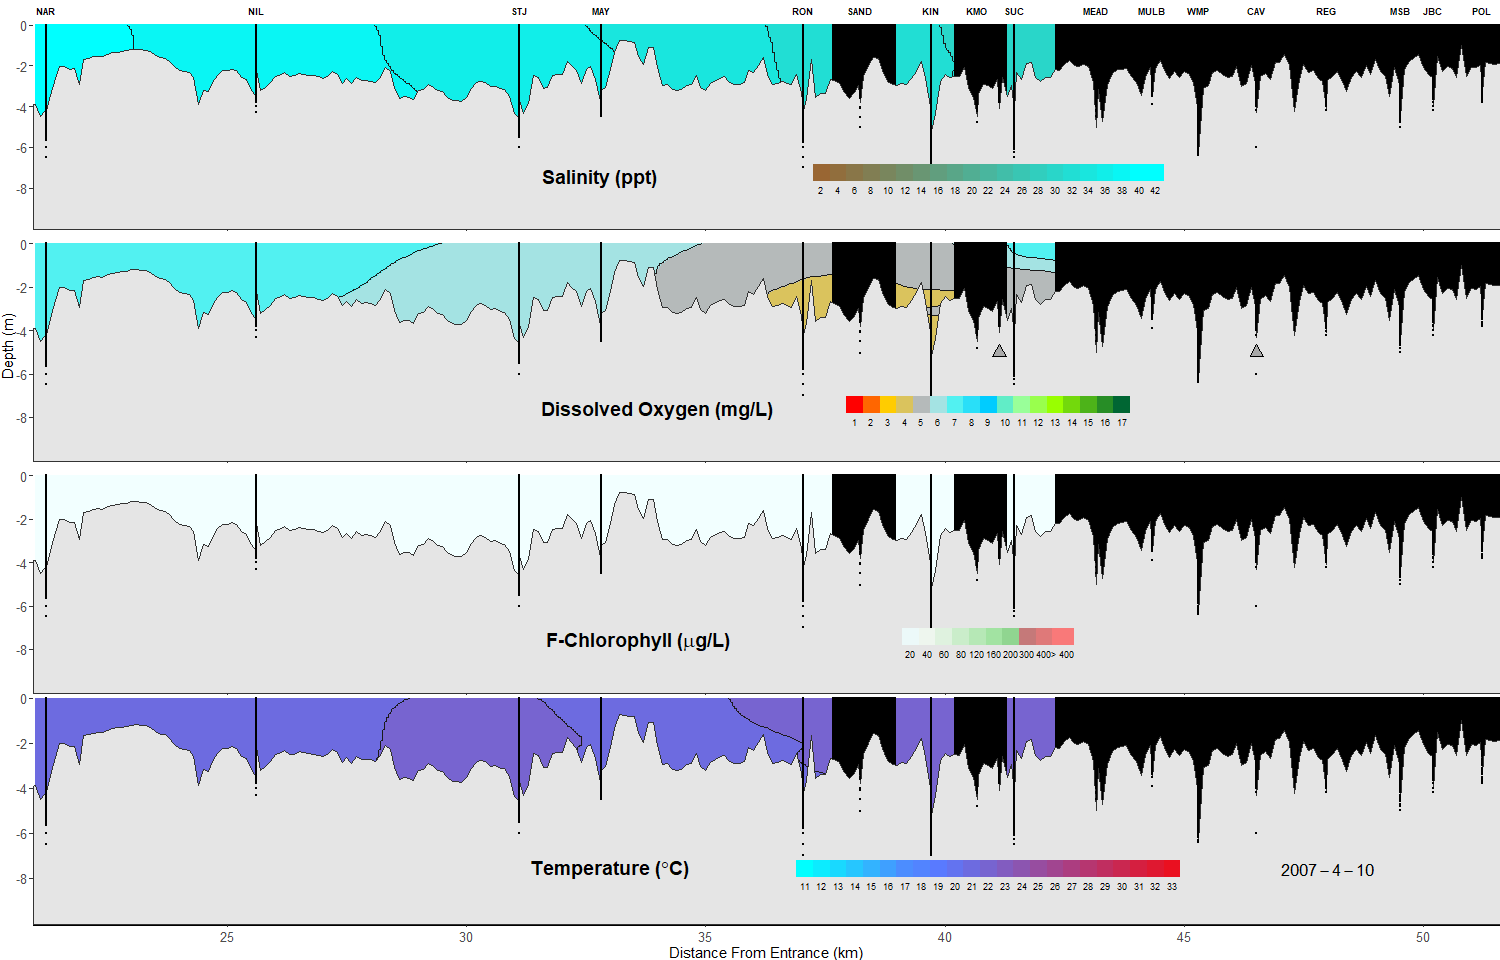 NAR NIL STJ MAY RON SAND KIN KMO SUC MEAD MULB WMP CAV REG MSB JBC POL
0
-2
-4
-6
-8
Salinity (ppt)
2 4 6 8 10 12 14 16 18 20 22 24 26 28 30 32 34 36 38 40 42
0
-2
-4
-6
-8
Depth (m)
Dissolved Oxygen (mg/L)
1 2 3 4 5 6 7 8 9 10 11 12 13 14 15 16 17
0
-2
-4
-6
-8
F-Chlorophyll (μg/L)
20 40 60 80 120 160 200 300 400 > 400
0
-2
-4
-6
-8
Temperature (°C)
11 12 13 14 15 16 17 18 19 20 21 22 23 24 25 26 27 28 29 30 31 32 33
2007 – 4 – 10
25 30 35 40 45 50
Distance From Entrance (km)